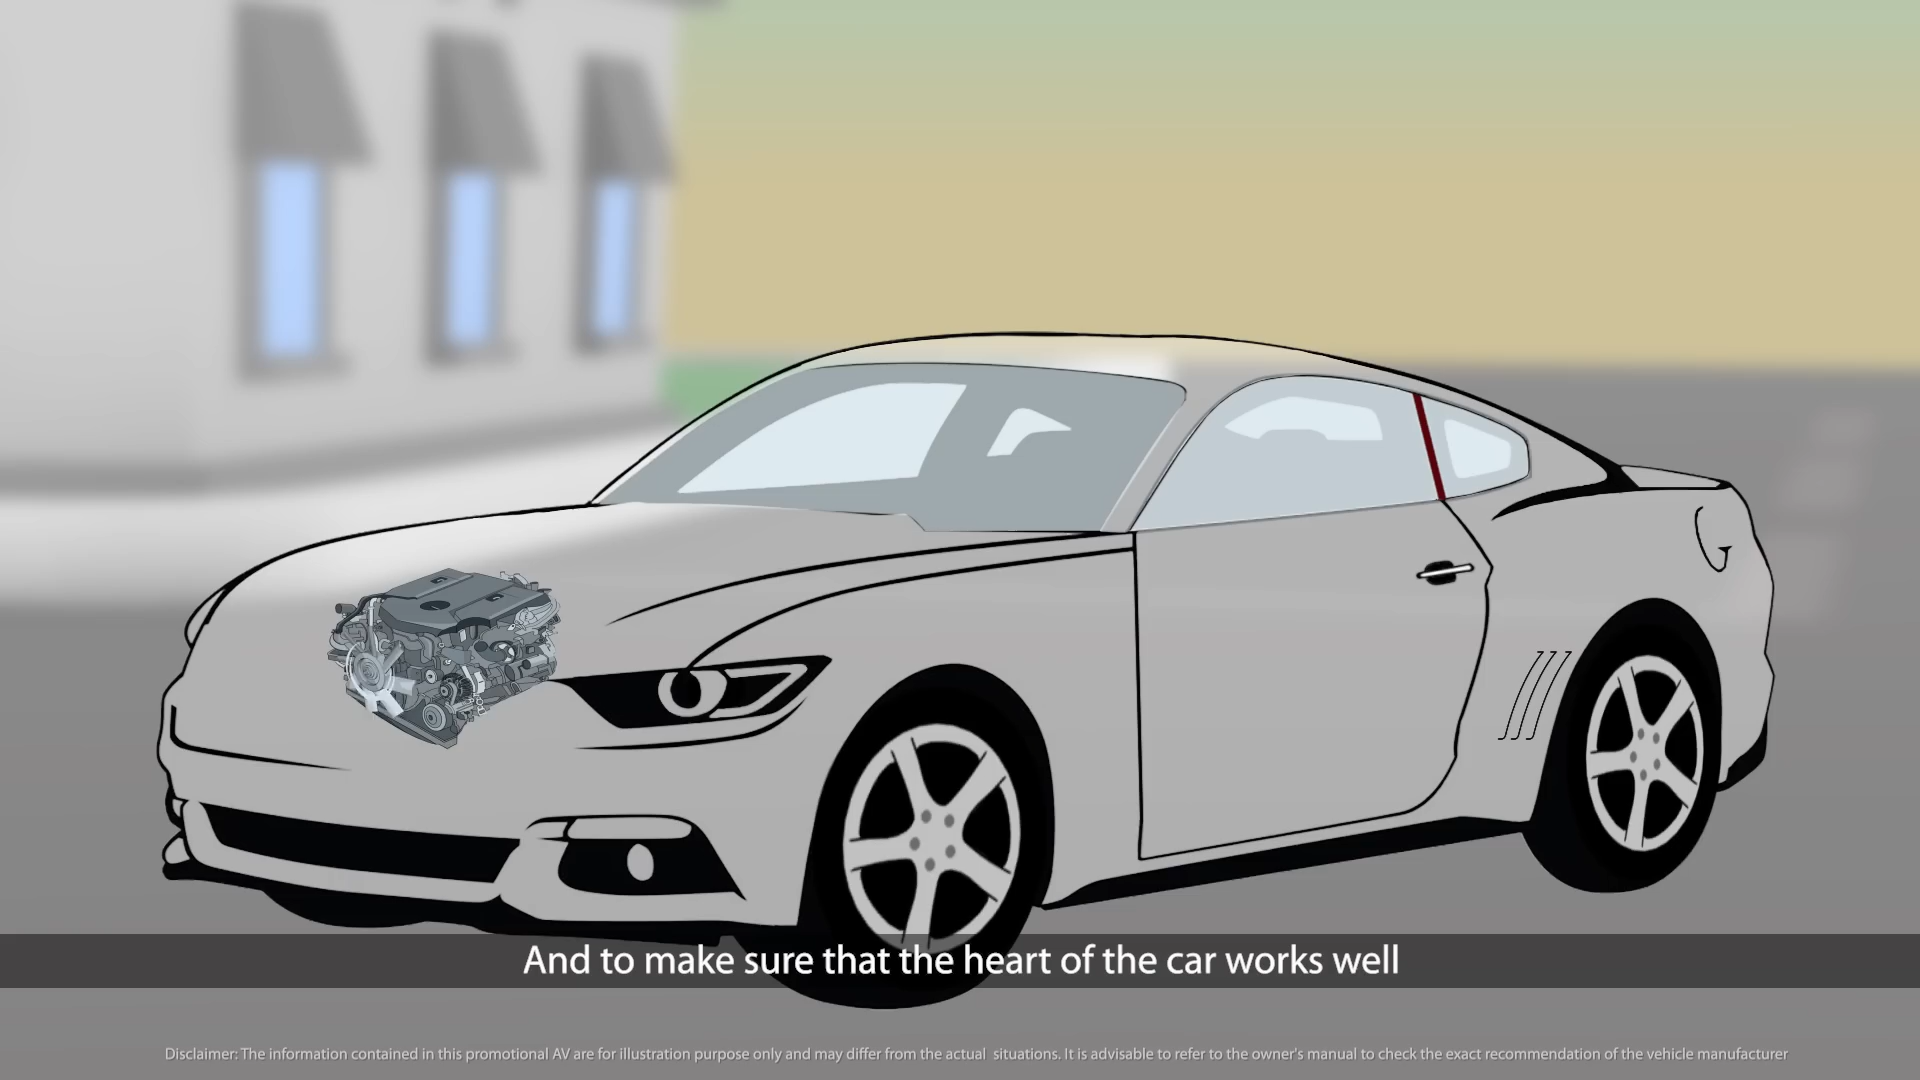 And to make sure that the heart of the car works well
Disclaimer: The information contained in this promotional AV are for illustration purpose only and may differ from the actual situations. It is advisable to refer to the owner's manual to check the exact recommendation of the vehicle manufacturer